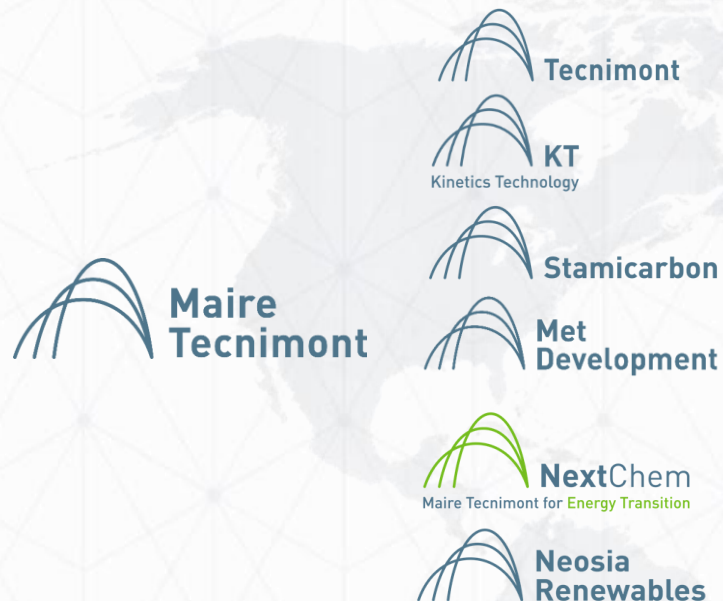 Maire
Tecnimont
Tecnimont
KT
Kinetics Technology
Stamicarbon
Met
Development
NextChem
Maire Tecnimont for Energy Transition
Neosia
Renewables